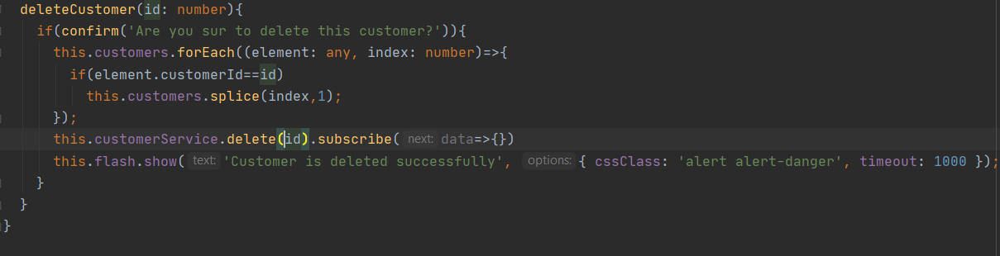 deleteCustomer(id: number){
if(confirm('Are you sur to delete this customer?')){
this.customers.forEach((element: any, index: number)=>{
if(element.customerId==id)
this.customers.splice(index,1);
});
this.customerService.delete(id).subscribe( next: data=>{})
this.flash.show( text: 'Customer is deleted successfully', options: { cssClass: 'alert alert-danger', timeout: 1000 });
}
}
}